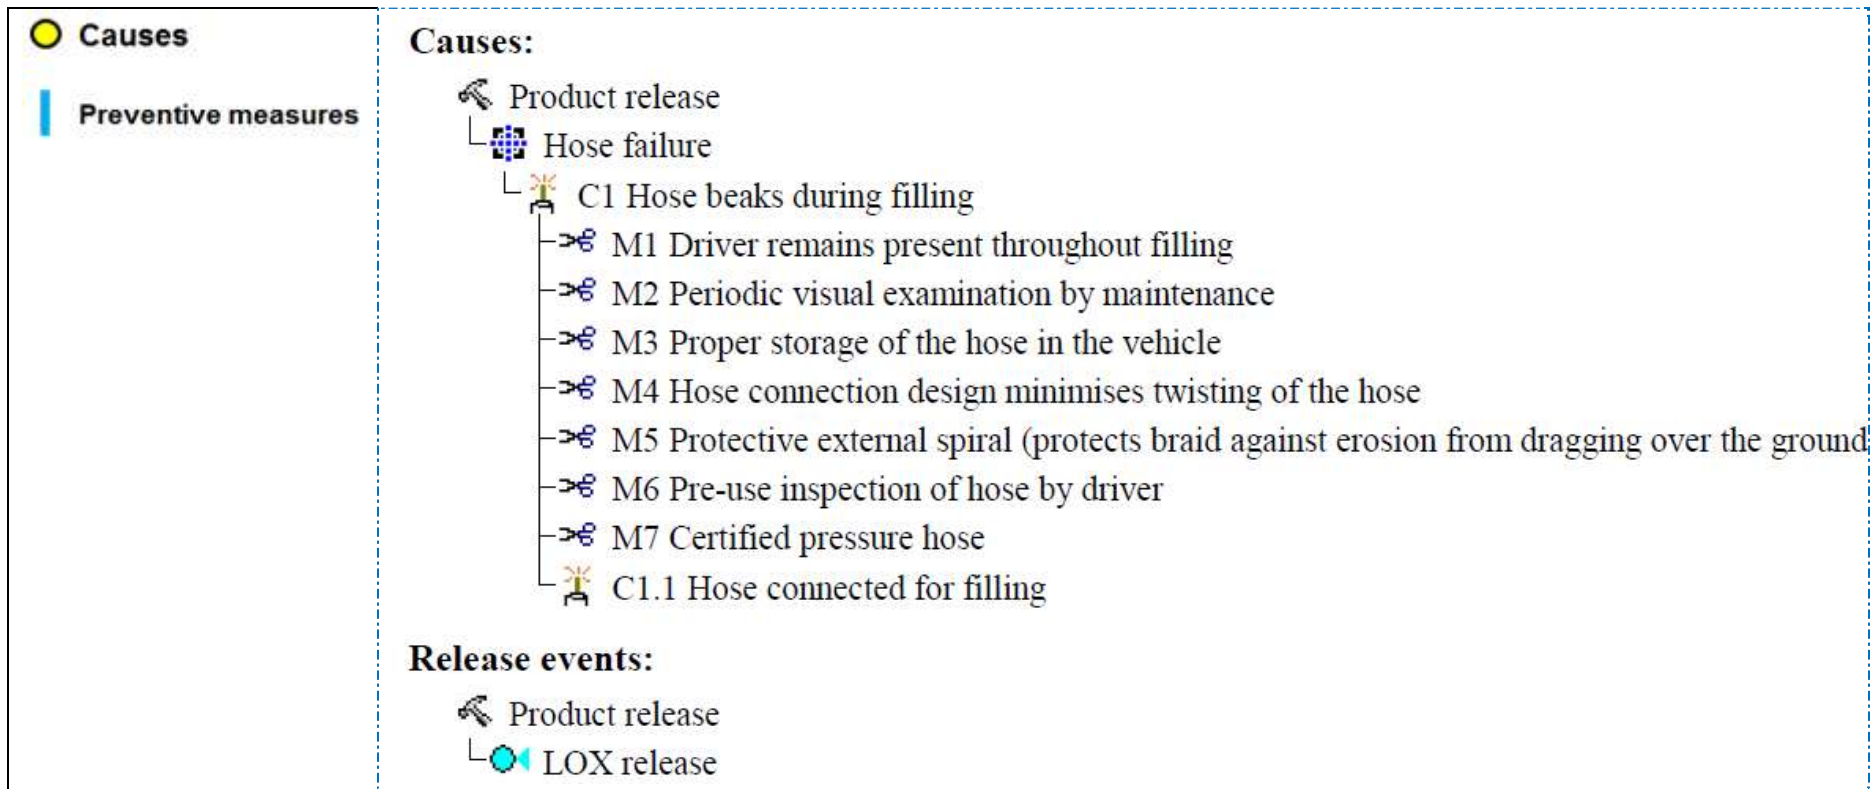 Causes
Preventive measures
Causes:
Product release
Hose failure
C1 Hose beaks during filling
M1 Driver remains present throughout filling
M2 Periodic visual examination by maintenance
M3 Proper storage of the hose in the vehicle
M4 Hose connection design minimises twisting of the hose
M5 Protective external spiral (protects braid against erosion from dragging over the ground
M6 Pre-use inspection of hose by driver
M7 Certified pressure hose
C1.1 Hose connected for filling
Release events:
Product release
LOX release